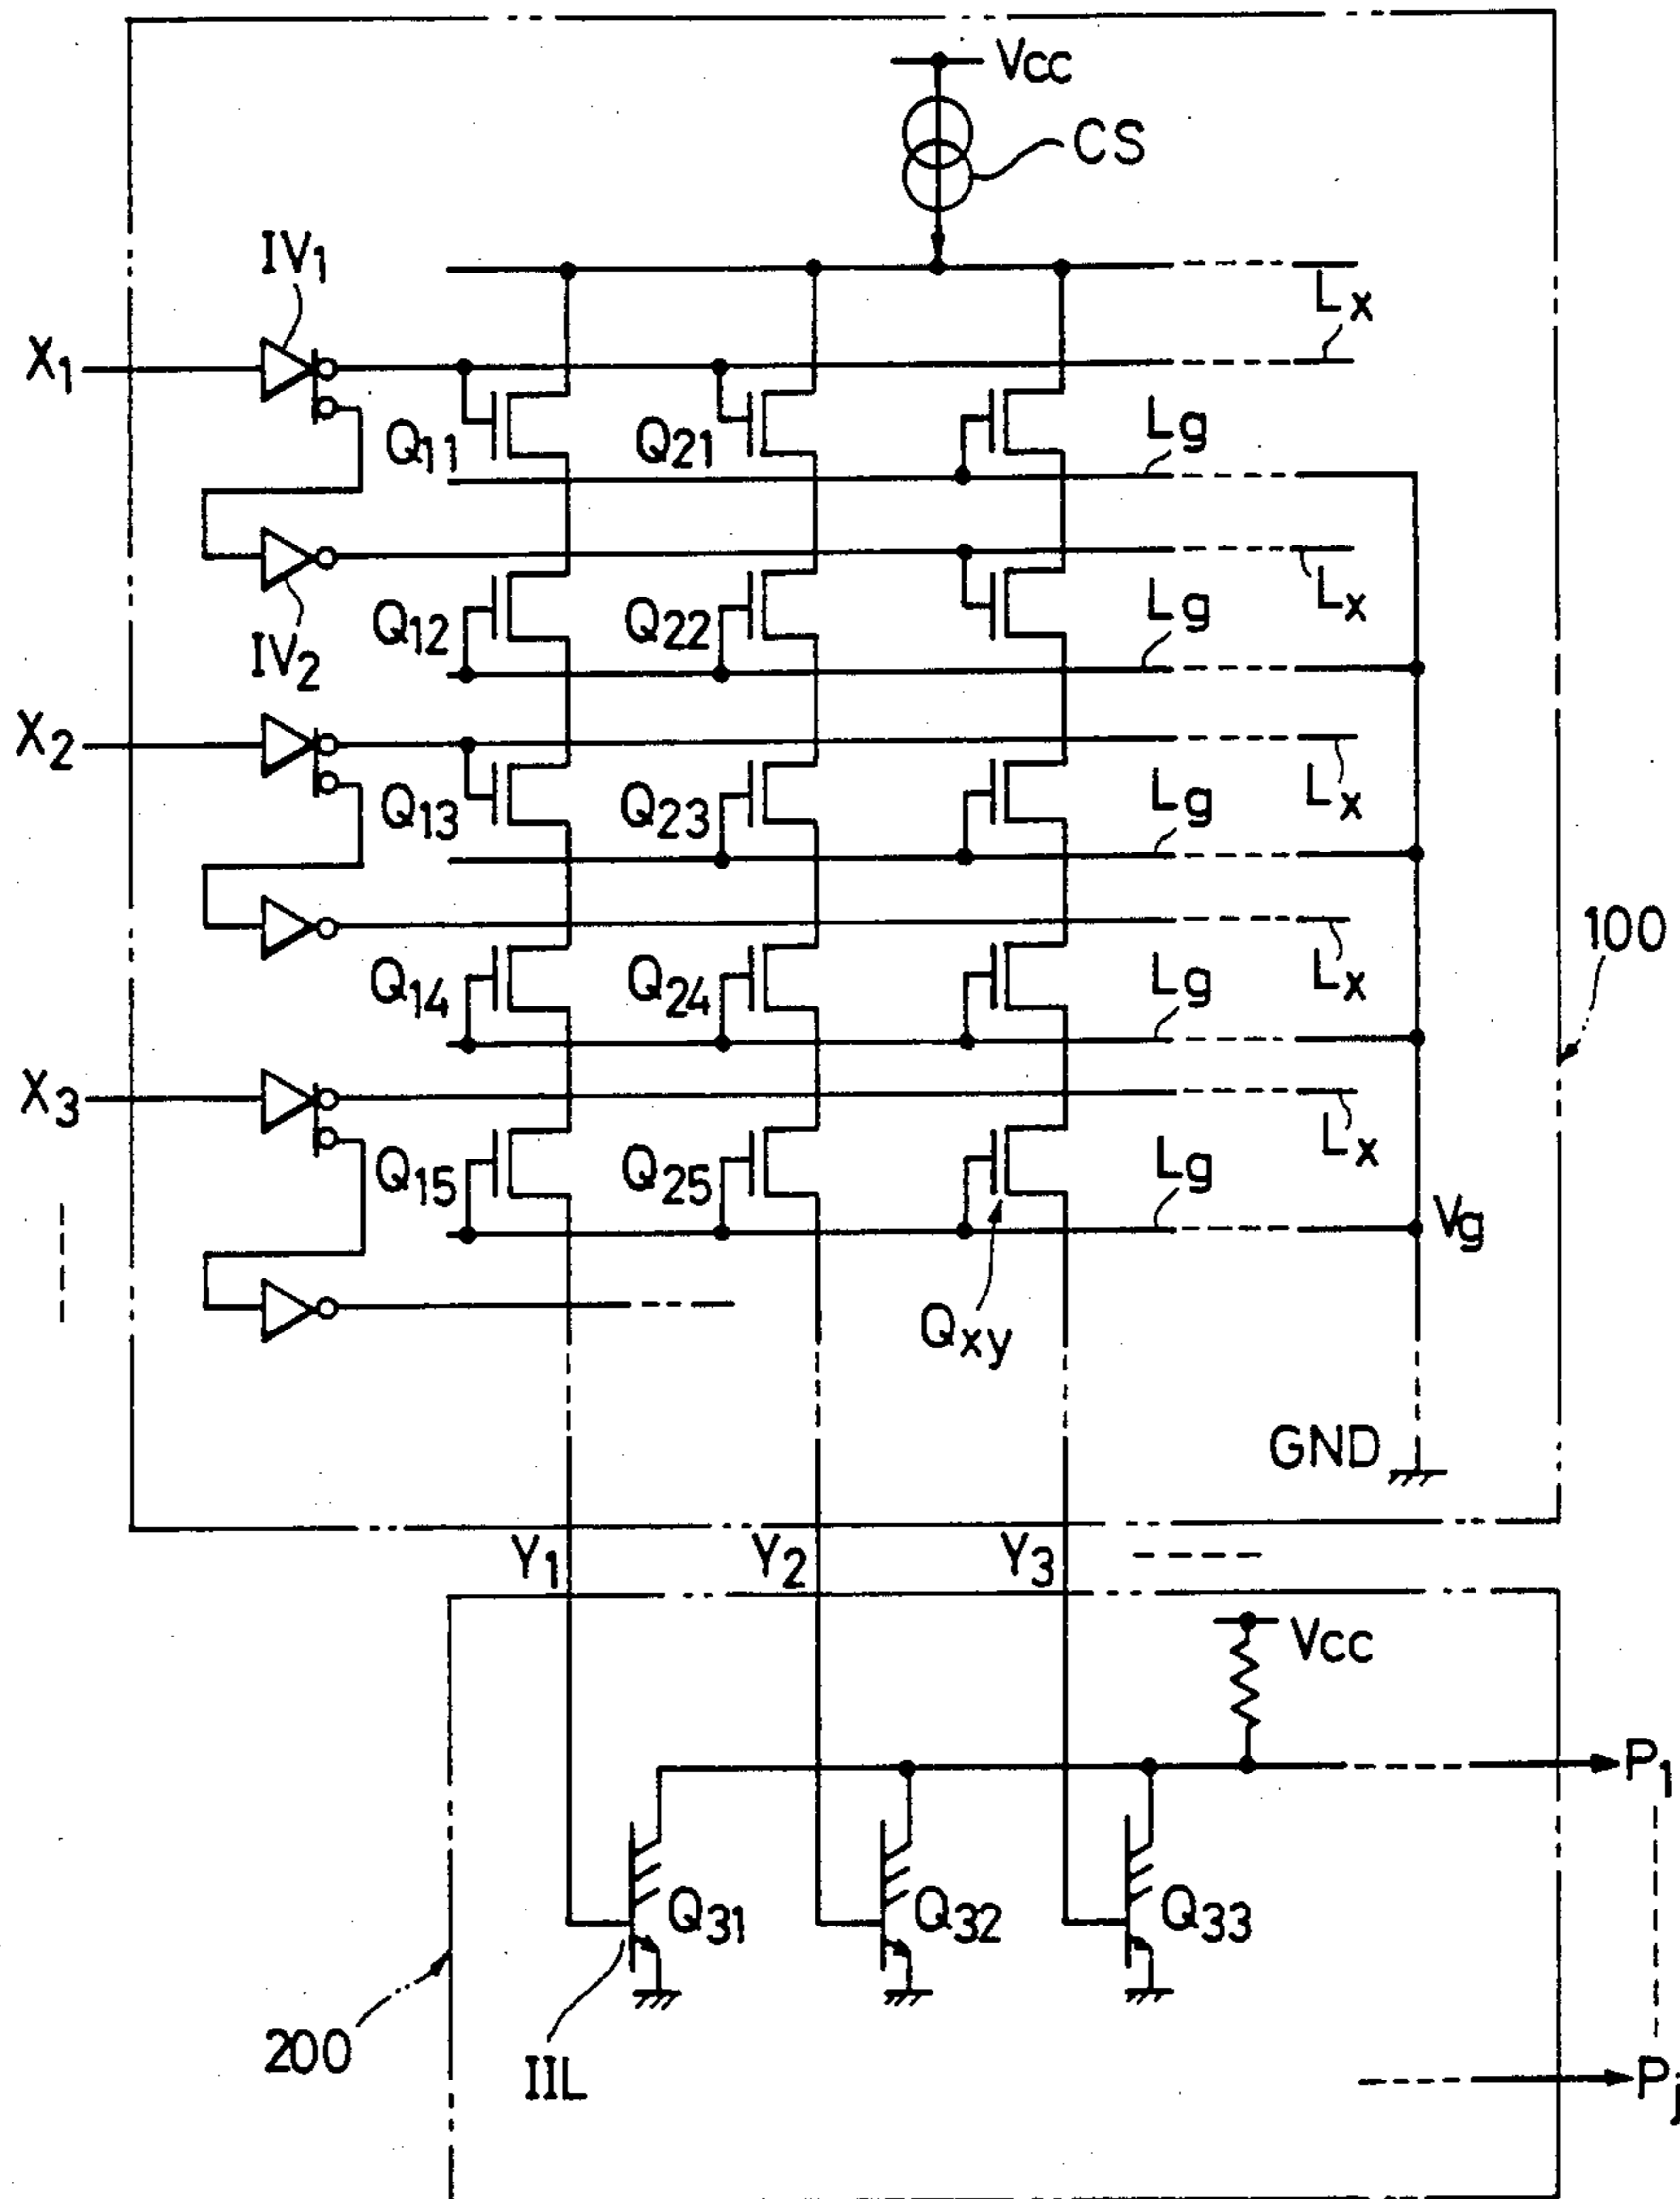 Vcc
CS
IV1
Lx
X1
Q11
Q21
Lg
Q12
Q22
Lg
Lx
IV2
X2
Q13
Q23
Lg
Lx
100
Q14
Q24
Lg
Lx
X3
Q15
Q25
Lg
Lx
Vg
Qxy
GND
Y1
Y2
Y3
Vcc
P1
Q31
Q32
Q33
200
IIL
Pj